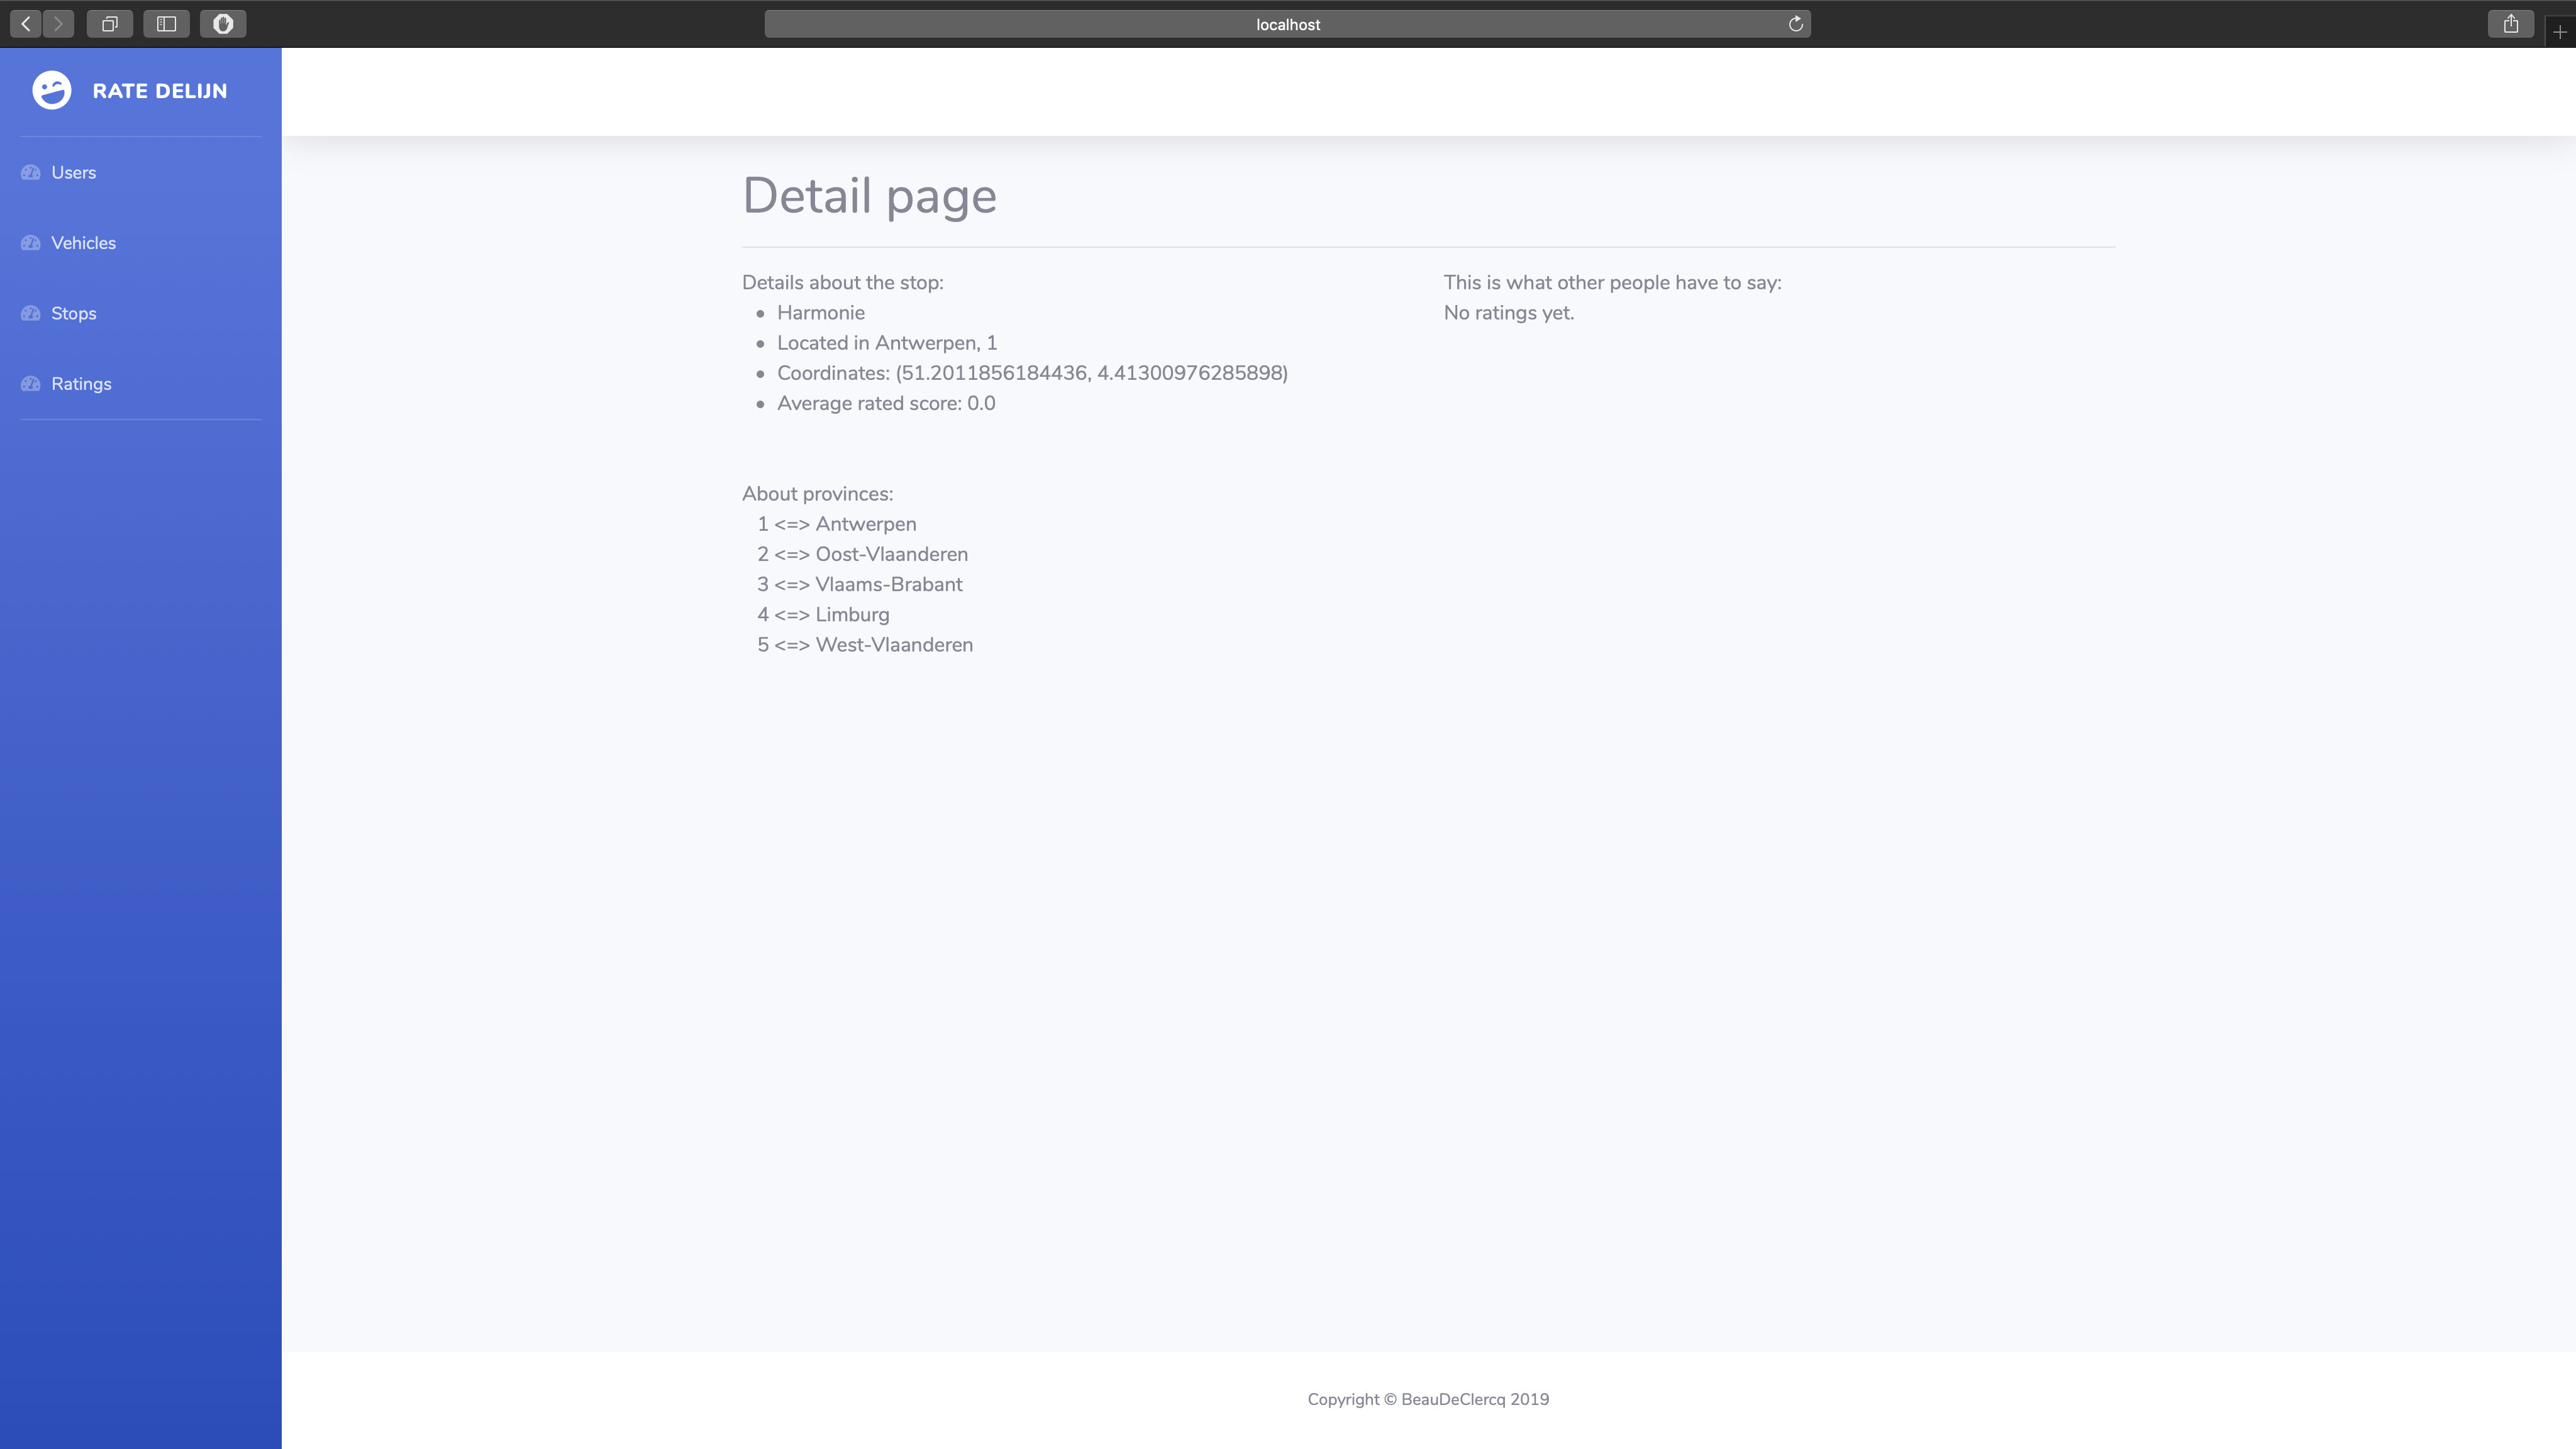 localhost
RATE DELIJN
Users
Vehicles
Stops
Ratings
Detail page
Details about the stop:
Harmonie
Located in Antwerpen, 1
Coordinates: (51.2011856184436, 4.41300976285898)
Average rated score: 0.0
About provinces:
1 <=> Antwerpen
2 <=> Oost-Vlaanderen
3 <=> Vlaams-Brabant
4 <=> Limburg
5 <=> West-Vlaanderen
This is what other people have to say:
No ratings yet.
Copyright © BeauDeClercq 2019